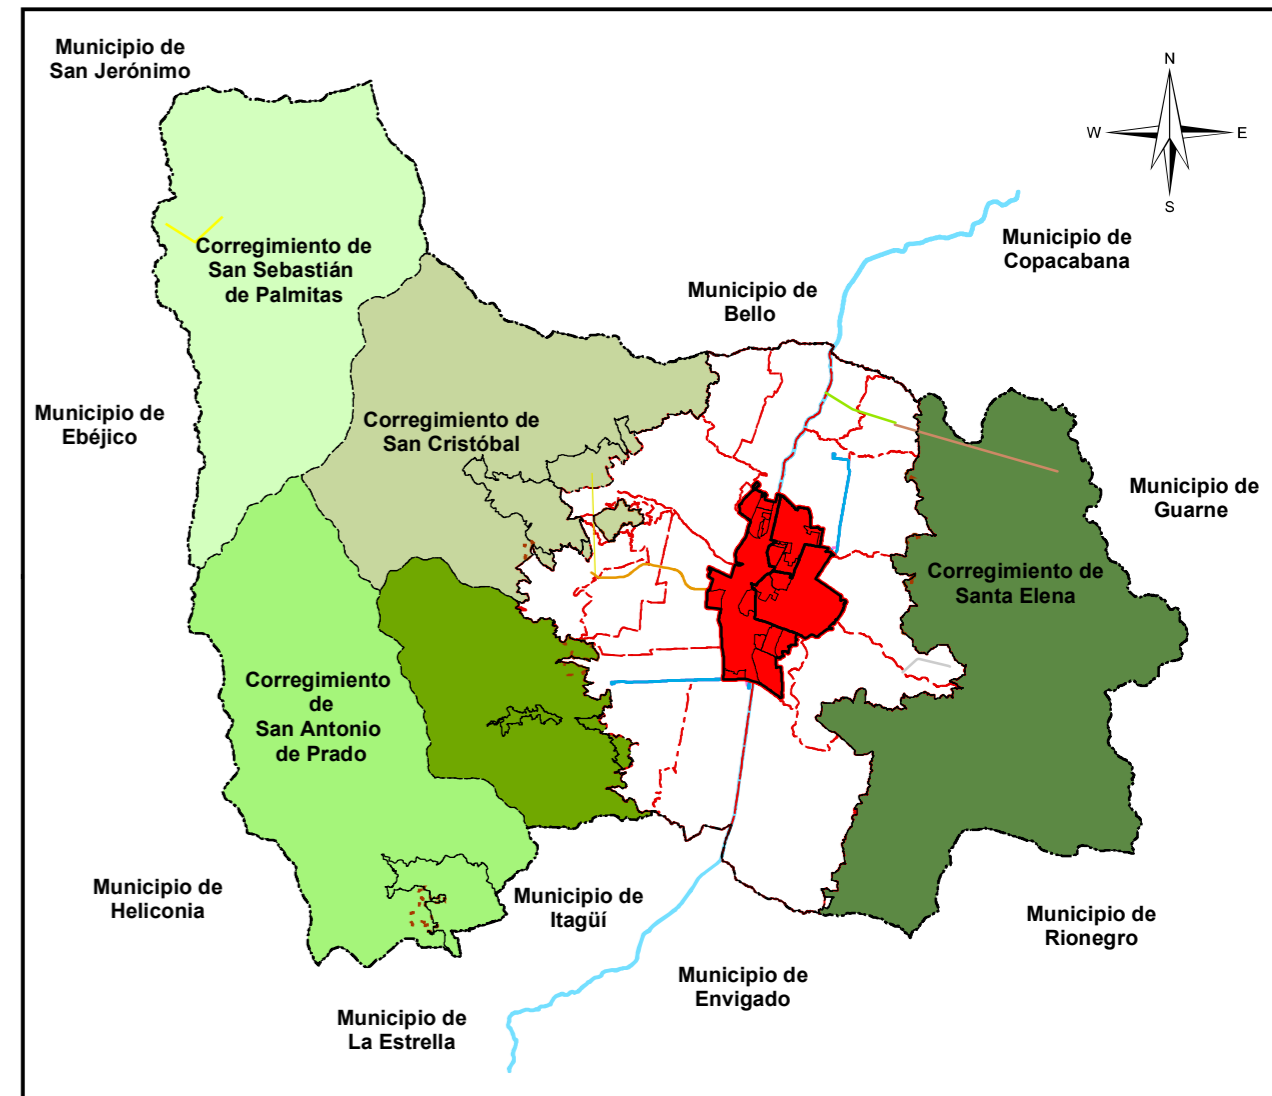 Municipio de
San Jerónimo
N
W
E
S
Corregimiento de
San Sebastián
de Palmitas
Municipio de
Copacabana
Municipio de
Bello
Municipio de
Ebéjico
Corregimiento de
San Cristóbal
Municipio de
Guarne
Corregimiento de
Santa Elena
Corregimiento
de
San Antonio
de Prado
Municipio de
Heliconia
Municipio de
Itagüí
Municipio de
Rionegro
Municipio de
Envigado
Municipio de
La Estrella